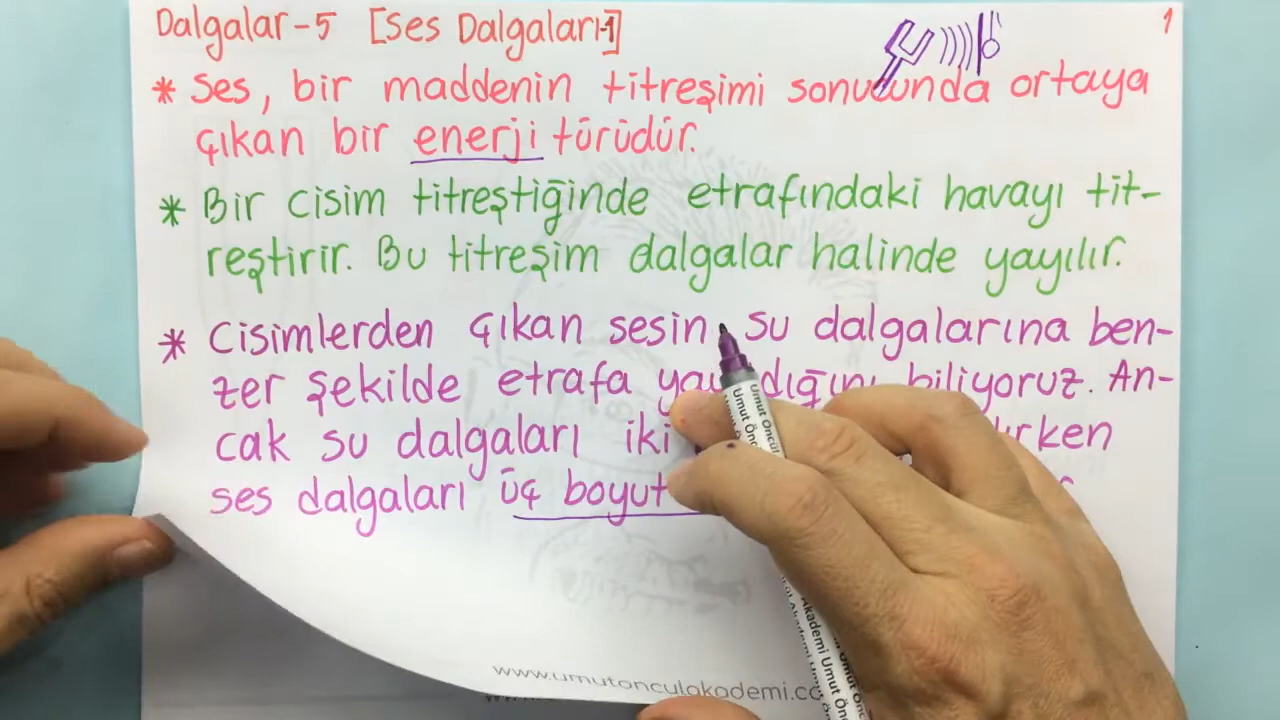 Dalgalar-5 [Ses Dalgaları-1]
1
* Ses, bir maddenin titreşimi sonucunda ortaya
çıkan bir enerji türüdür.
* Bir cisim titreştiğinde etrafındaki havayı tit-
reştirir. Bu titreşim dalgalar halinde yayılır.
* Cisimlerden çıkan sesin su dalgalarına ben-
zer şekilde etrafa biliyoruz. An-
cak su dalgaları iki
ses dalgaları üç boyut
www.umutonculakademi.co
Umut Öncül
Akademi Umut